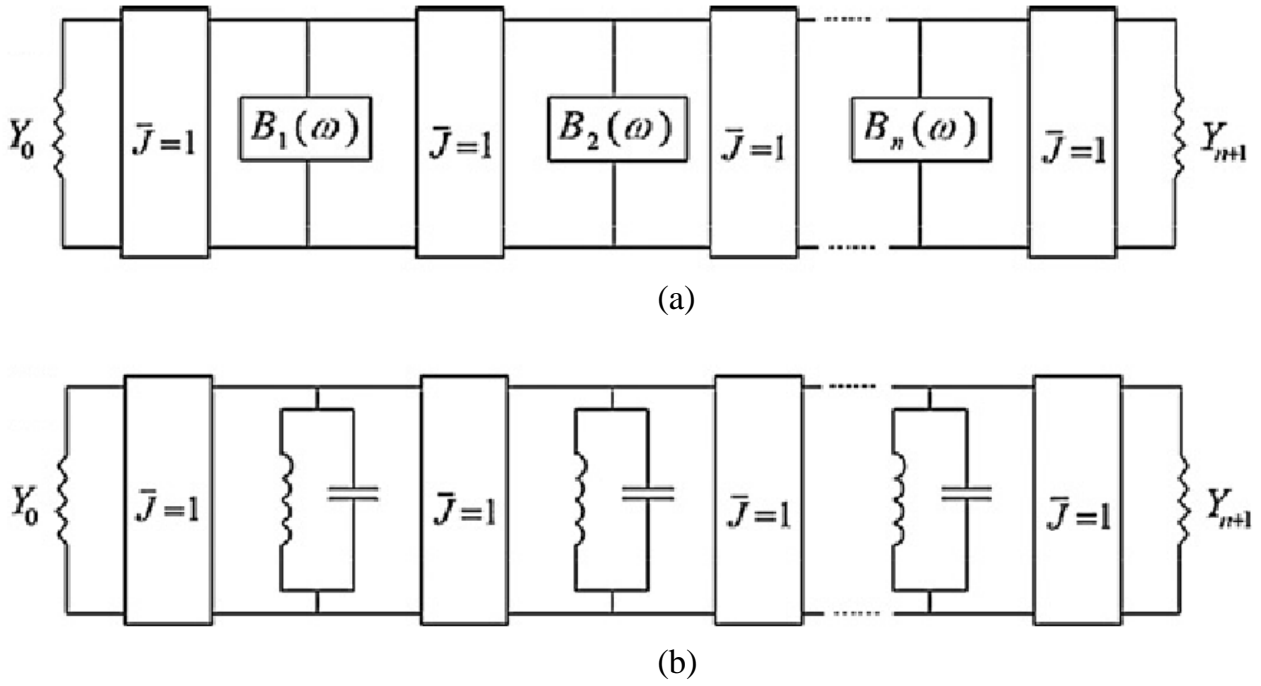 Y₀ J̄=1 B₁(ω) J̄=1 B₂(ω) J̄=1 Bₙ(ω) J̄=1 Yₙ₊₁
(a)
Y₀ J̄=1 J̄=1 J̄=1 J̄=1 Yₙ₊₁
(b)